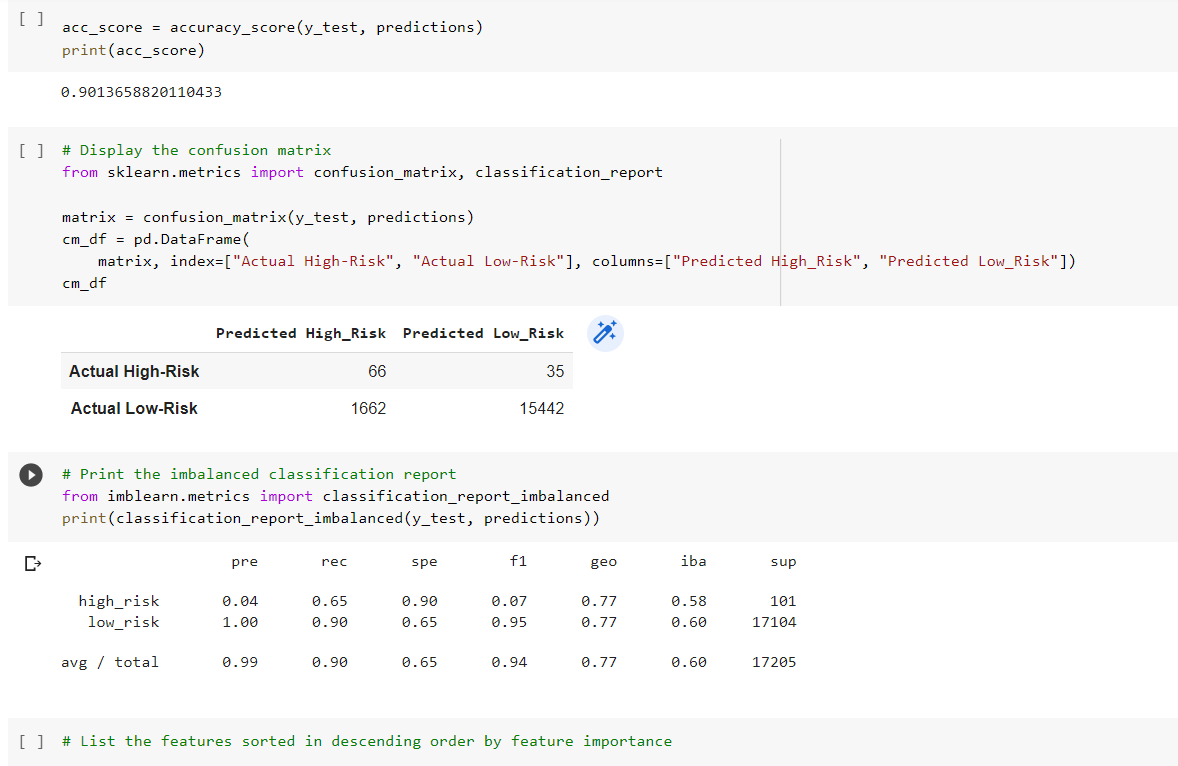 [ ] acc_score = accuracy_score(y_test, predictions)
print(acc_score)
0.9013658820110433
[ ] # Display the confusion matrix
from sklearn.metrics import confusion_matrix, classification_report
matrix = confusion_matrix(y_test, predictions)
cm_df = pd.DataFrame(
    matrix, index=["Actual High-Risk", "Actual Low-Risk"], columns=["Predicted High_Risk", "Predicted Low_Risk"])
cm_df
Predicted High_Risk Predicted Low_Risk
Actual High-Risk 66 35
Actual Low-Risk 1662 15442
# Print the imbalanced classification report
from imblearn.metrics import classification_report_imbalanced
print(classification_report_imbalanced(y_test, predictions))
pre rec spe f1 geo iba sup
high_risk 0.04 0.65 0.90 0.07 0.77 0.58 101
low_risk 1.00 0.90 0.65 0.95 0.77 0.60 17104
avg / total 0.99 0.90 0.65 0.94 0.77 0.60 17205
[ ] # List the features sorted in descending order by feature importance